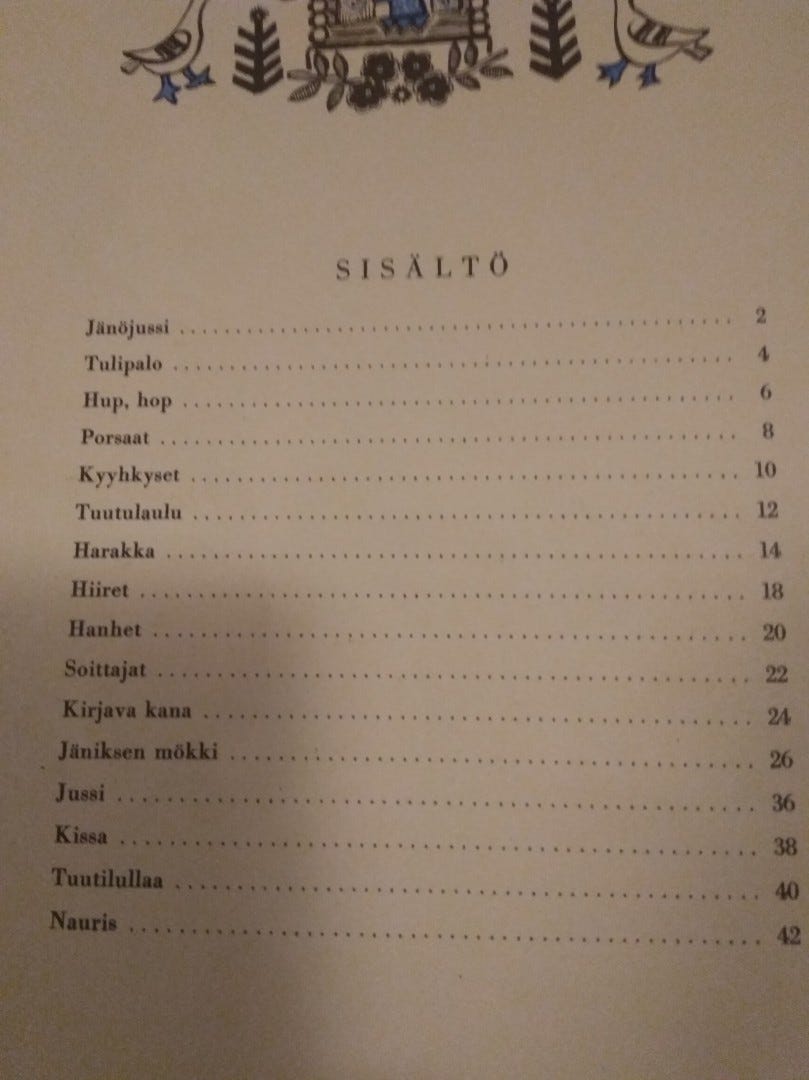 SISÄLTÖ
Jänöjussi . . . . . . . . . . . . . . . . . . . . . . . . . . . . . . . . . . . . . . . . 2
Tulipalo . . . . . . . . . . . . . . . . . . . . . . . . . . . . . . . . . . . . . . . . 4
Hup, hop . . . . . . . . . . . . . . . . . . . . . . . . . . . . . . . . . . . . . . . . 6
Porsaat . . . . . . . . . . . . . . . . . . . . . . . . . . . . . . . . . . . . . . . . 8
Kyyhkyset . . . . . . . . . . . . . . . . . . . . . . . . . . . . . . . . . . . . . . . . 10
Tuutulaulu . . . . . . . . . . . . . . . . . . . . . . . . . . . . . . . . . . . . . . . . 12
Harakka . . . . . . . . . . . . . . . . . . . . . . . . . . . . . . . . . . . . . . . . 14
Hiiret . . . . . . . . . . . . . . . . . . . . . . . . . . . . . . . . . . . . . . . . 18
Hanhet . . . . . . . . . . . . . . . . . . . . . . . . . . . . . . . . . . . . . . . . 20
Soittajat . . . . . . . . . . . . . . . . . . . . . . . . . . . . . . . . . . . . . . . . 22
Kirjava kana . . . . . . . . . . . . . . . . . . . . . . . . . . . . . . . . . . . . . . . . 24
Jäniksen mökki . . . . . . . . . . . . . . . . . . . . . . . . . . . . . . . . . . . . . . . . 26
Jussi . . . . . . . . . . . . . . . . . . . . . . . . . . . . . . . . . . . . . . . . 36
Kissa . . . . . . . . . . . . . . . . . . . . . . . . . . . . . . . . . . . . . . . . 38
Tuutilullaa . . . . . . . . . . . . . . . . . . . . . . . . . . . . . . . . . . . . . . . . 40
Nauris . . . . . . . . . . . . . . . . . . . . . . . . . . . . . . . . . . . . . . . . 42